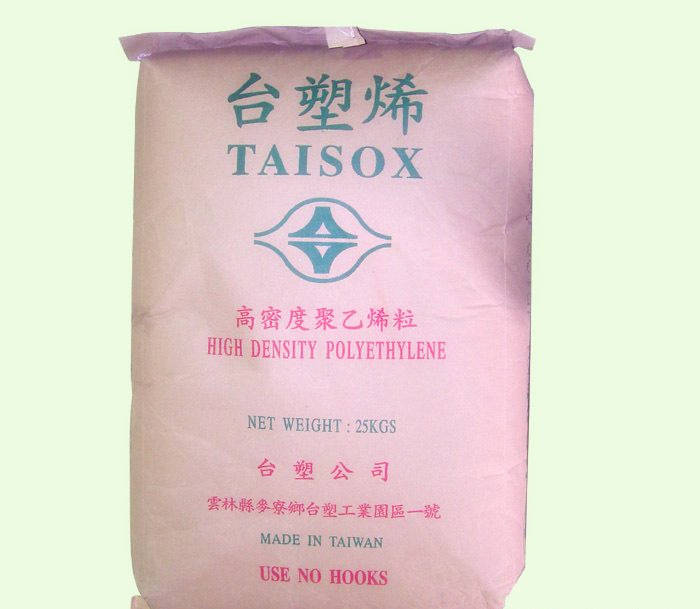 台塑烯
TAISOX
高密度聚乙烯粒
HIGH DENSITY POLYETHYLENE
NET WEIGHT : 25KGS
台塑公司
雲林縣麥寮鄉台塑工業園區一號
MADE IN TAIWAN
USE NO HOOKS